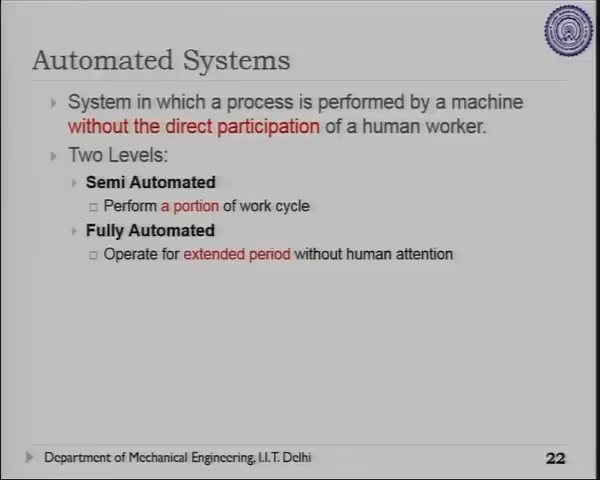 Automated Systems
System in which a process is performed by a machine
without the direct participation of a human worker.
Two Levels:
Semi Automated
Perform a portion of work cycle
Fully Automated
Operate for extended period without human attention
Department of Mechanical Engineering, I.I.T. Delhi
22